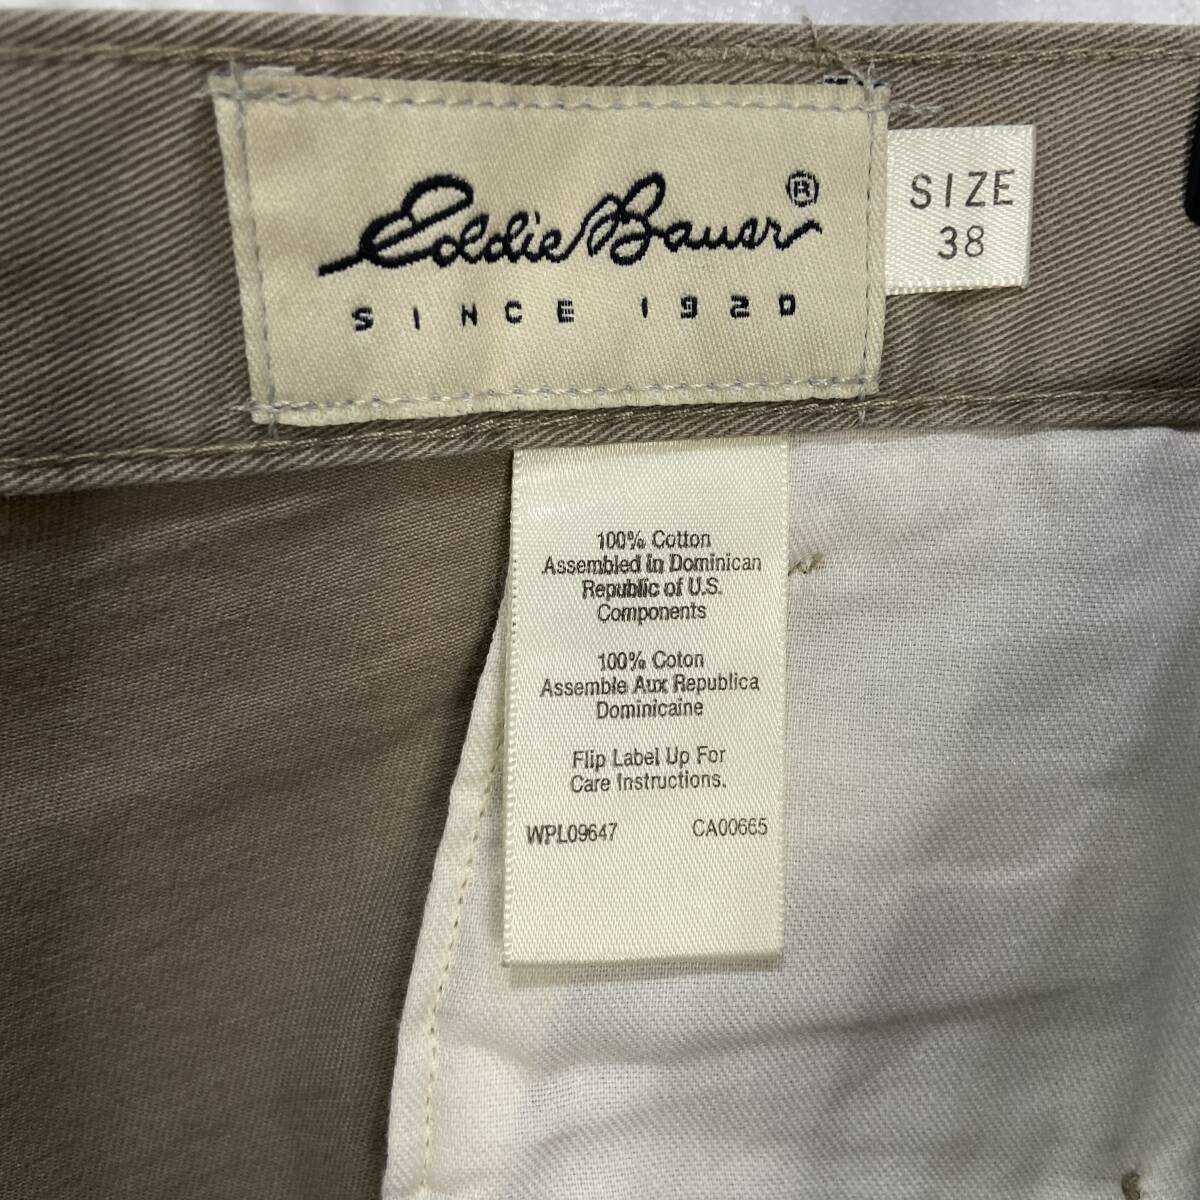 Eddie Bauer®
SINCE 1920
SIZE
38
100% Cotton
Assembled in Dominican
Republic of U.S.
Components
100% Coton
Assemble Aux Republica
Dominicaine
Flip Label Up For
Care Instructions.
WPL09647 CA00665